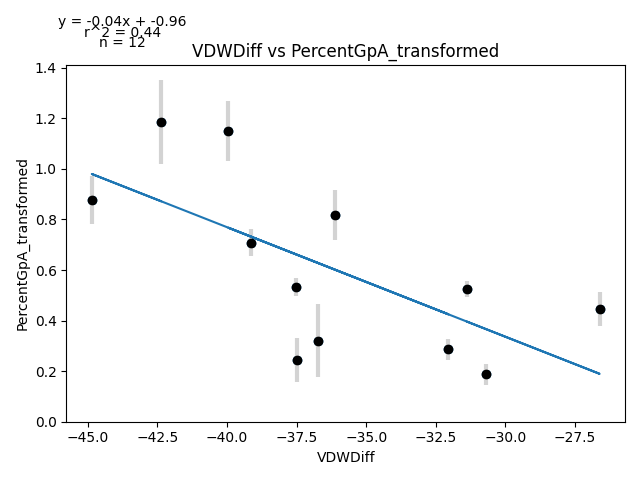 y = -0.04x + -0.96
r^2 = 0.44
n = 12
VDWDiff vs PercentGpA_transformed
1.4
1.2
1.0
0.8
0.6
0.4
0.2
0.0
PercentGpA_transformed
−45.0 −42.5 −40.0 −37.5 −35.0 −32.5 −30.0 −27.5
VDWDiff